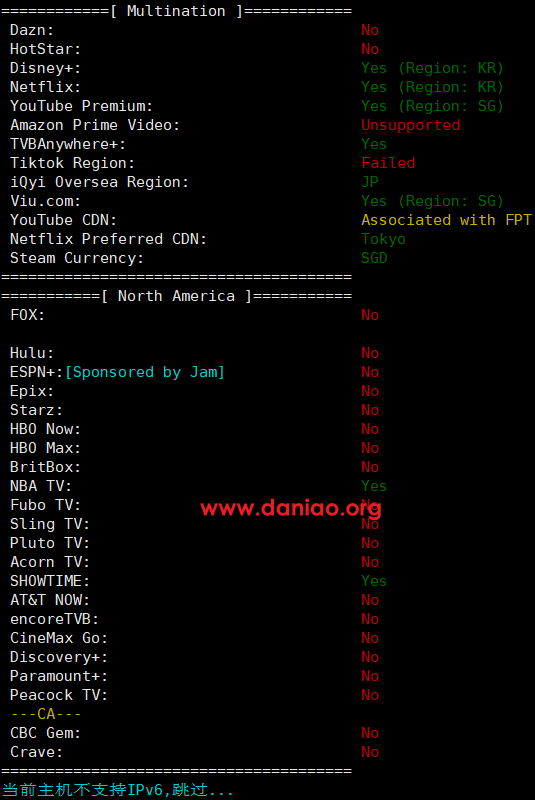 ============[ Multination ]============
Dazn: No
HotStar: No
Disney+: Yes (Region: KR)
Netflix: Yes (Region: KR)
YouTube Premium: Yes (Region: SG)
Amazon Prime Video: Unsupported
TVBAnywhere+: Yes
Tiktok Region: Failed
iQyi Oversea Region: JP
Viu.com: Yes (Region: SG)
YouTube CDN: Associated with FPT
Netflix Preferred CDN: Tokyo
Steam Currency: SGD
=======================================
===========[ North America ]===========
FOX: No
Hulu: No
ESPN+:[Sponsored by Jam] No
Epix: No
Starz: No
HBO Now: No
HBO Max: No
BritBox: No
NBA TV: Yes
Fubo TV: No
www.daniao.org
Sling TV: No
Pluto TV: No
Acorn TV: No
SHOWTIME: Yes
AT&T NOW: No
encoreTVB: No
CineMax Go: No
Discovery+: No
Paramount+: No
Peacock TV: No
---CA---
CBC Gem: No
Crave: No
=======================================
当前主机不支持IPv6,跳过...